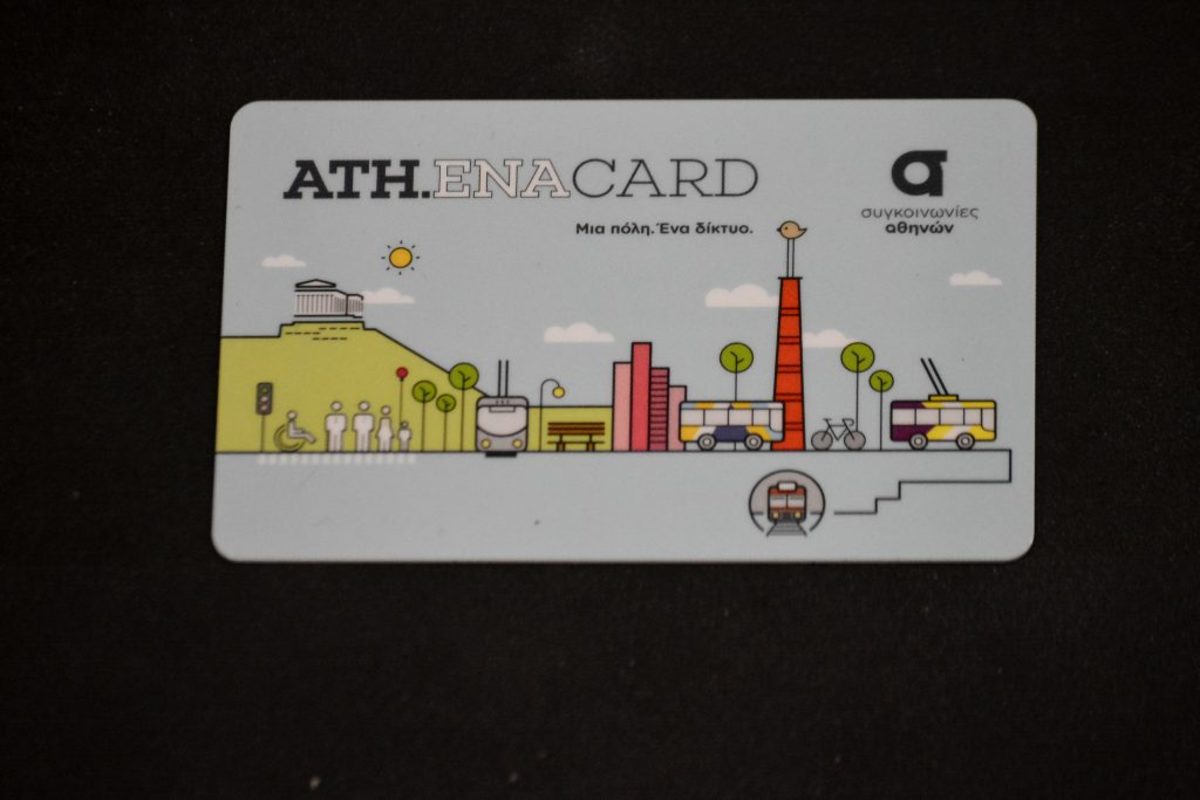 ATH.ENACARD
Μια πόλη. Ένα δίκτυο.
συγκοινωνίες
αθηνών